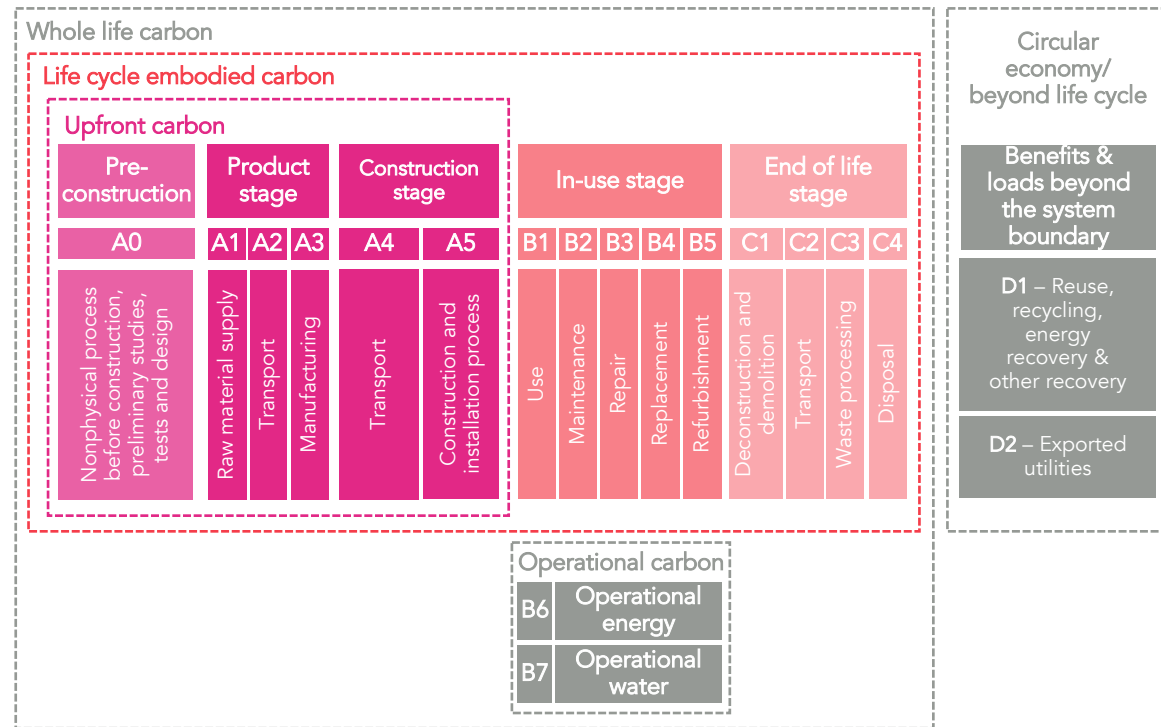 Whole life carbon
Life cycle embodied carbon
Upfront carbon
Pre-
construction
Product
stage
Construction
stage
In-use stage
End of life
stage
A0
A1
A2
A3
A4
A5
B1
B2
B3
B4
B5
C1
C2
C3
C4
Nonphysical process
before construction,
preliminary studies,
tests and design
Raw material supply
Transport
Manufacturing
Transport
Construction and
installation process
Use
Maintenance
Repair
Replacement
Refurbishment
Deconstruction and
demolition
Transport
Waste processing
Disposal
Operational carbon
B6
Operational
energy
B7
Operational
water
Circular
economy/
beyond life cycle
Benefits &
loads beyond
the system
boundary
D1 – Reuse,
recycling,
energy
recovery &
other recovery
D2 – Exported
utilities